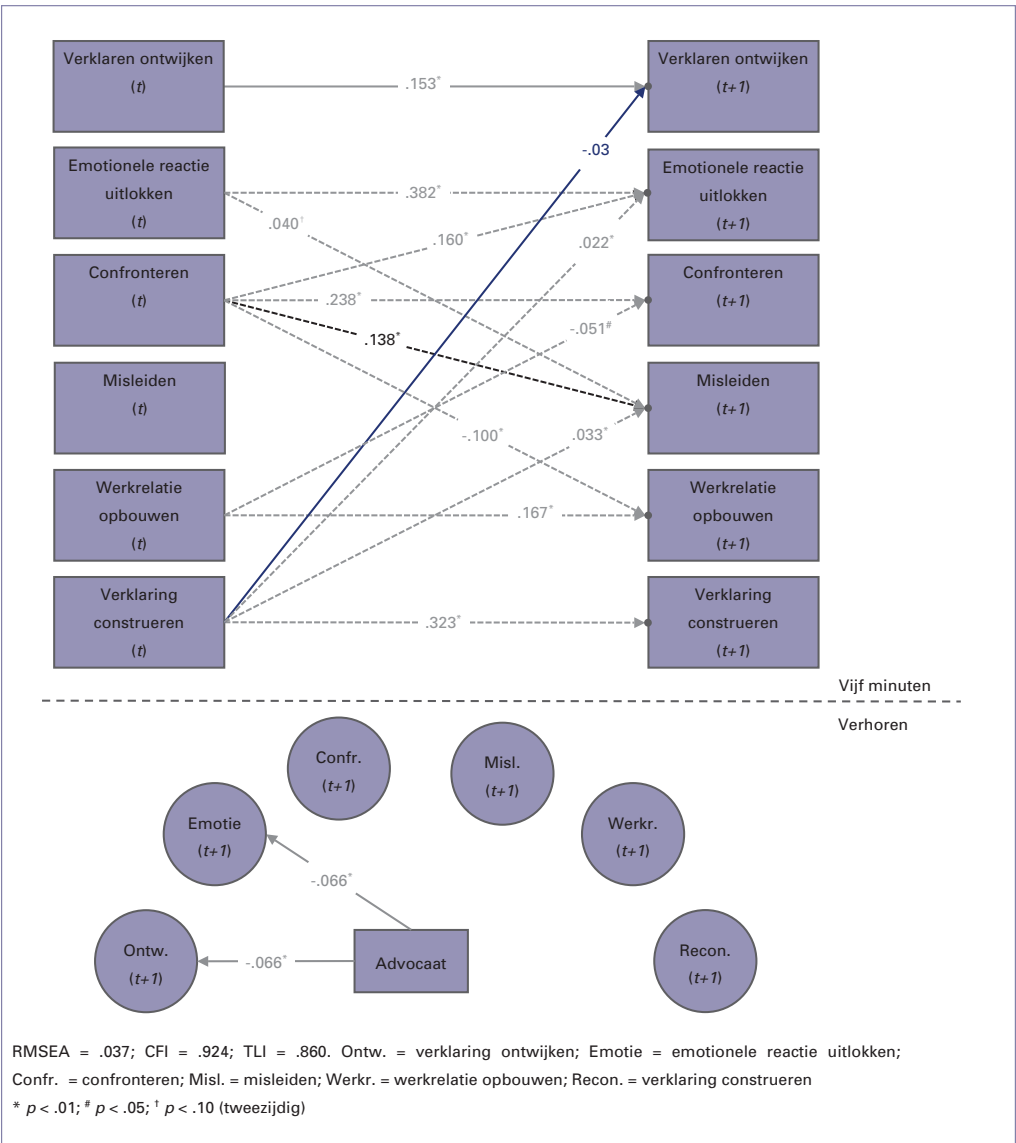 Verklaren ontwijken
(t)
.153*
Verklaren ontwijken
(t+1)
-.03
Emotionele reactie
uitlokken
(t)
.382*
Emotionele reactie
uitlokken
(t+1)
.040†
.160*
.022*
Confronteren
(t)
.238*
Confronteren
(t+1)
-.051#
.138*
Misleiden
(t)
Misleiden
(t+1)
-.100*
.033*
Werkrelatie
opbouwen
(t)
.167*
Werkrelatie
opbouwen
(t+1)
Verklaring
construeren
(t)
.323*
Verklaring
construeren
(t+1)
Vijf minuten
Verhoren
Confr.
(t+1)
Misl.
(t+1)
Emotie
(t+1)
Werkr.
(t+1)
-.066*
Ontw.
(t+1)
-.066*
Advocaat
Recon.
(t+1)
RMSEA = .037; CFI = .924; TLI = .860. Ontw. = verklaring ontwijken; Emotie = emotionele reactie uitlokken;
Confr. = confronteren; Misl. = misleiden; Werkr. = werkrelatie opbouwen; Recon. = verklaring construeren
* p < .01; # p < .05; † p < .10 (tweezijdig)